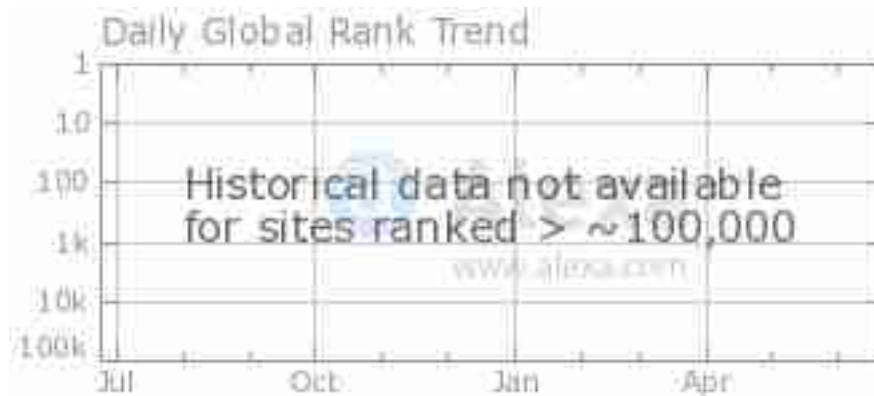 Daily Global Rank Trend
1
10
100
Historical data not available
for sites ranked > ~100,000
1k
www.alexa.com
10k
100k
Jul Oct Jan Apr